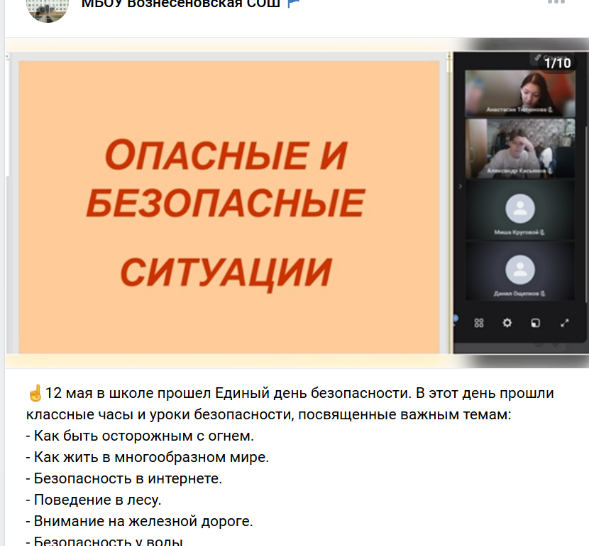 МБОУ Вознесеновская СОШ
1/10
ОПАСНЫЕ И
БЕЗОПАСНЫЕ
СИТУАЦИИ
Анастасия Тихонова
Александр Касьянов
Миша Круговой
Данил Ощепков
☝12 мая в школе прошел Единый день безопасности. В этот день прошли
классные часы и уроки безопасности, посвященные важным темам:
- Как быть осторожным с огнем.
- Как жить в многообразном мире.
- Безопасность в интернете.
- Поведение в лесу.
- Внимание на железной дороге.
- Безопасность у воды